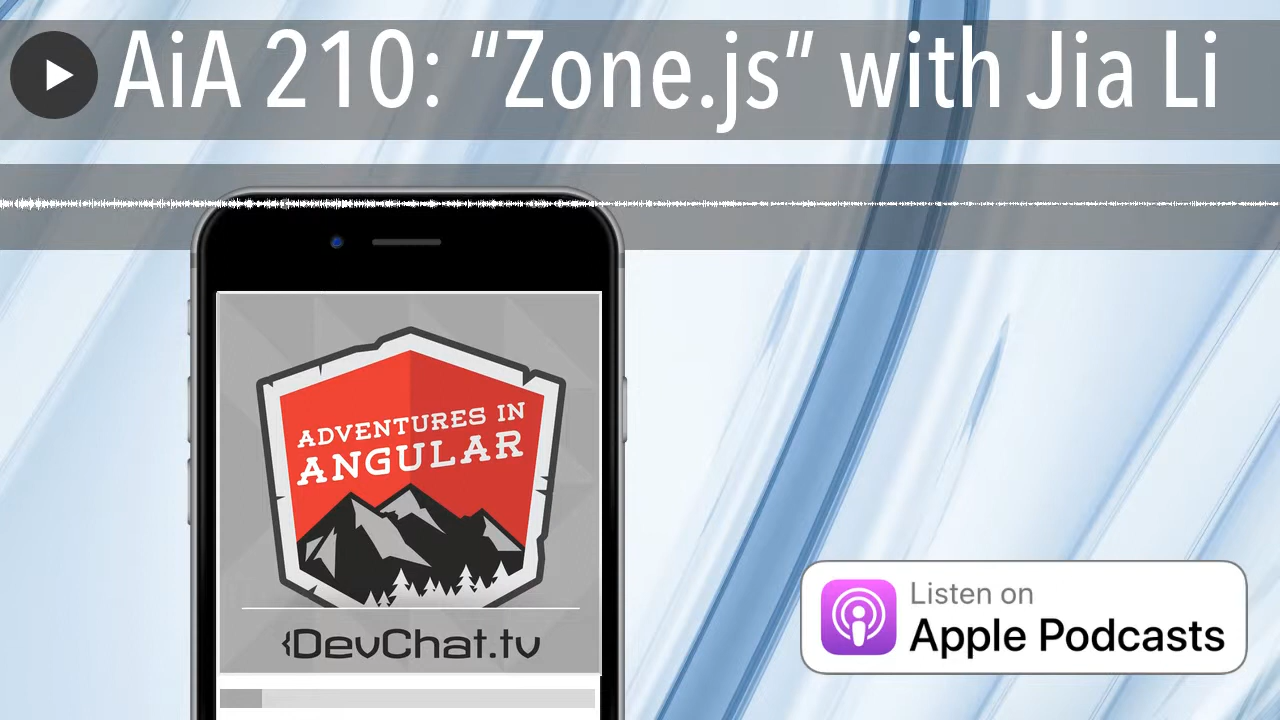 AiA 210: “Zone.js” with Jia Li
ADVENTURES IN
ANGULAR
{DevChat.tv
Listen on
Apple Podcasts